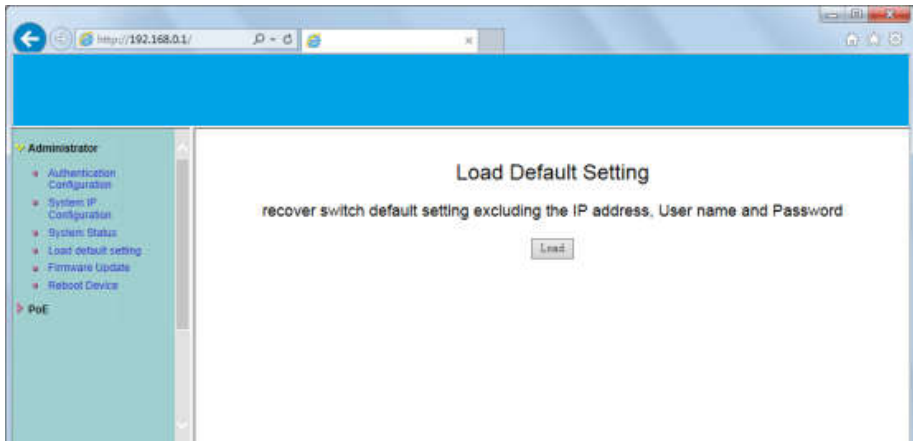 http://192.168.0.1/
Administrator
Authentication
Configuration
System IP
Configuration
System Status
Load default setting
Firmware Update
Reboot Device
PoE
Load Default Setting
recover switch default setting excluding the IP address, User name and Password
Load